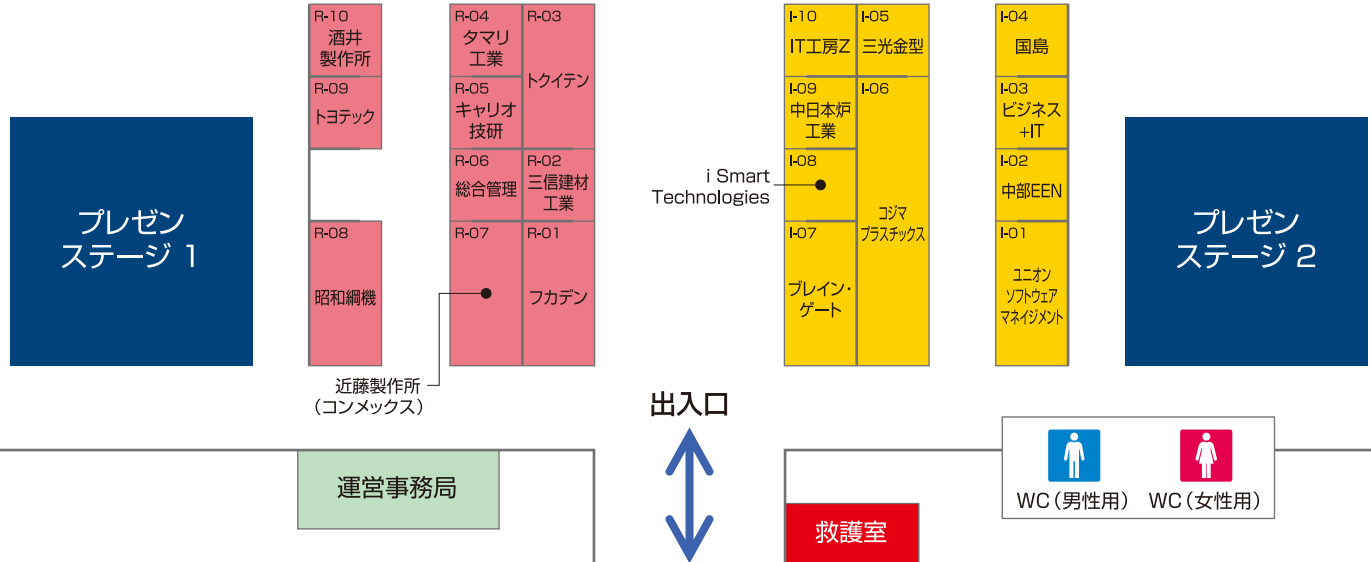 プレゼン
ステージ 1
R-10
酒井
製作所
R-09
トヨテック
R-08
昭和綱機
R-04
タマリ
工業
R-05
キャリオ
技研
R-06
総合管理
R-07
近藤製作所
（コンメックス）
R-03
トクイテン
R-02
三信建材
工業
R-01
フカデン
I-10
IT工房Z
I-09
中日本炉
工業
I-08
i Smart
Technologies
I-07
ブレイン・
ゲート
I-05
三光金型
I-06
コジマ
プラスチックス
I-04
国島
I-03
ビジネス
+IT
I-02
中部EEN
I-01
ユニオン
ソフトウェア
マネイジメント
プレゼン
ステージ 2
出入口
運営事務局
救護室
WC（男性用）
WC（女性用）